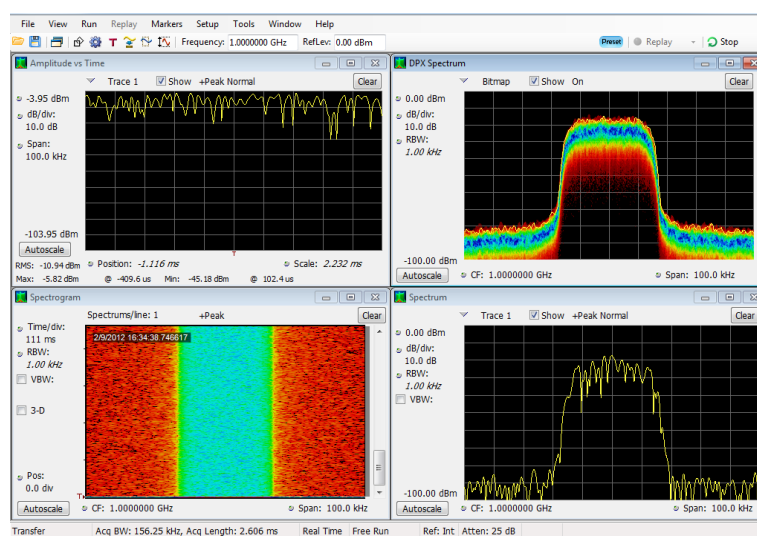 File View Run Replay Markers Setup Tools Window Help
T Frequency: 1.0000000 GHz RefLev: 0.00 dBm Preset Replay Stop
Amplitude vs Time
Trace 1 Show +Peak Normal Clear
-3.95 dBm
dB/div:
10.0 dB
Span:
100.0 kHz
-103.95 dBm
Autoscale
T
Position: -1.116 ms Scale: 2.232 ms
RMS: -10.94 dBm
Max: -5.82 dBm @ -409.6 us Min: -45.18 dBm @ 102.4 us
DPX Spectrum
Bitmap Show On Clear
0.00 dBm
dB/div:
10.0 dB
RBW:
1.00 kHz
-100.00 dBm
Autoscale CF: 1.0000000 GHz Span: 100.0 kHz
Spectrogram
Spectrums/line: 1 +Peak Clear
Time/div:
111 ms
RBW:
1.00 kHz
VBW:
3-D
Pos:
0.0 div
2/9/2012 16:34:38.746617
T
Autoscale CF: 1.0000000 GHz Span: 100.0 kHz
Spectrum
Trace 1 Show +Peak Normal Clear
0.00 dBm
dB/div:
10.0 dB
RBW:
1.00 kHz
VBW:
-100.00 dBm
Autoscale CF: 1.0000000 GHz Span: 100.0 kHz
Transfer Acq BW: 156.25 kHz, Acq Length: 2.606 ms Real Time Free Run Ref: Int Atten: 25 dB